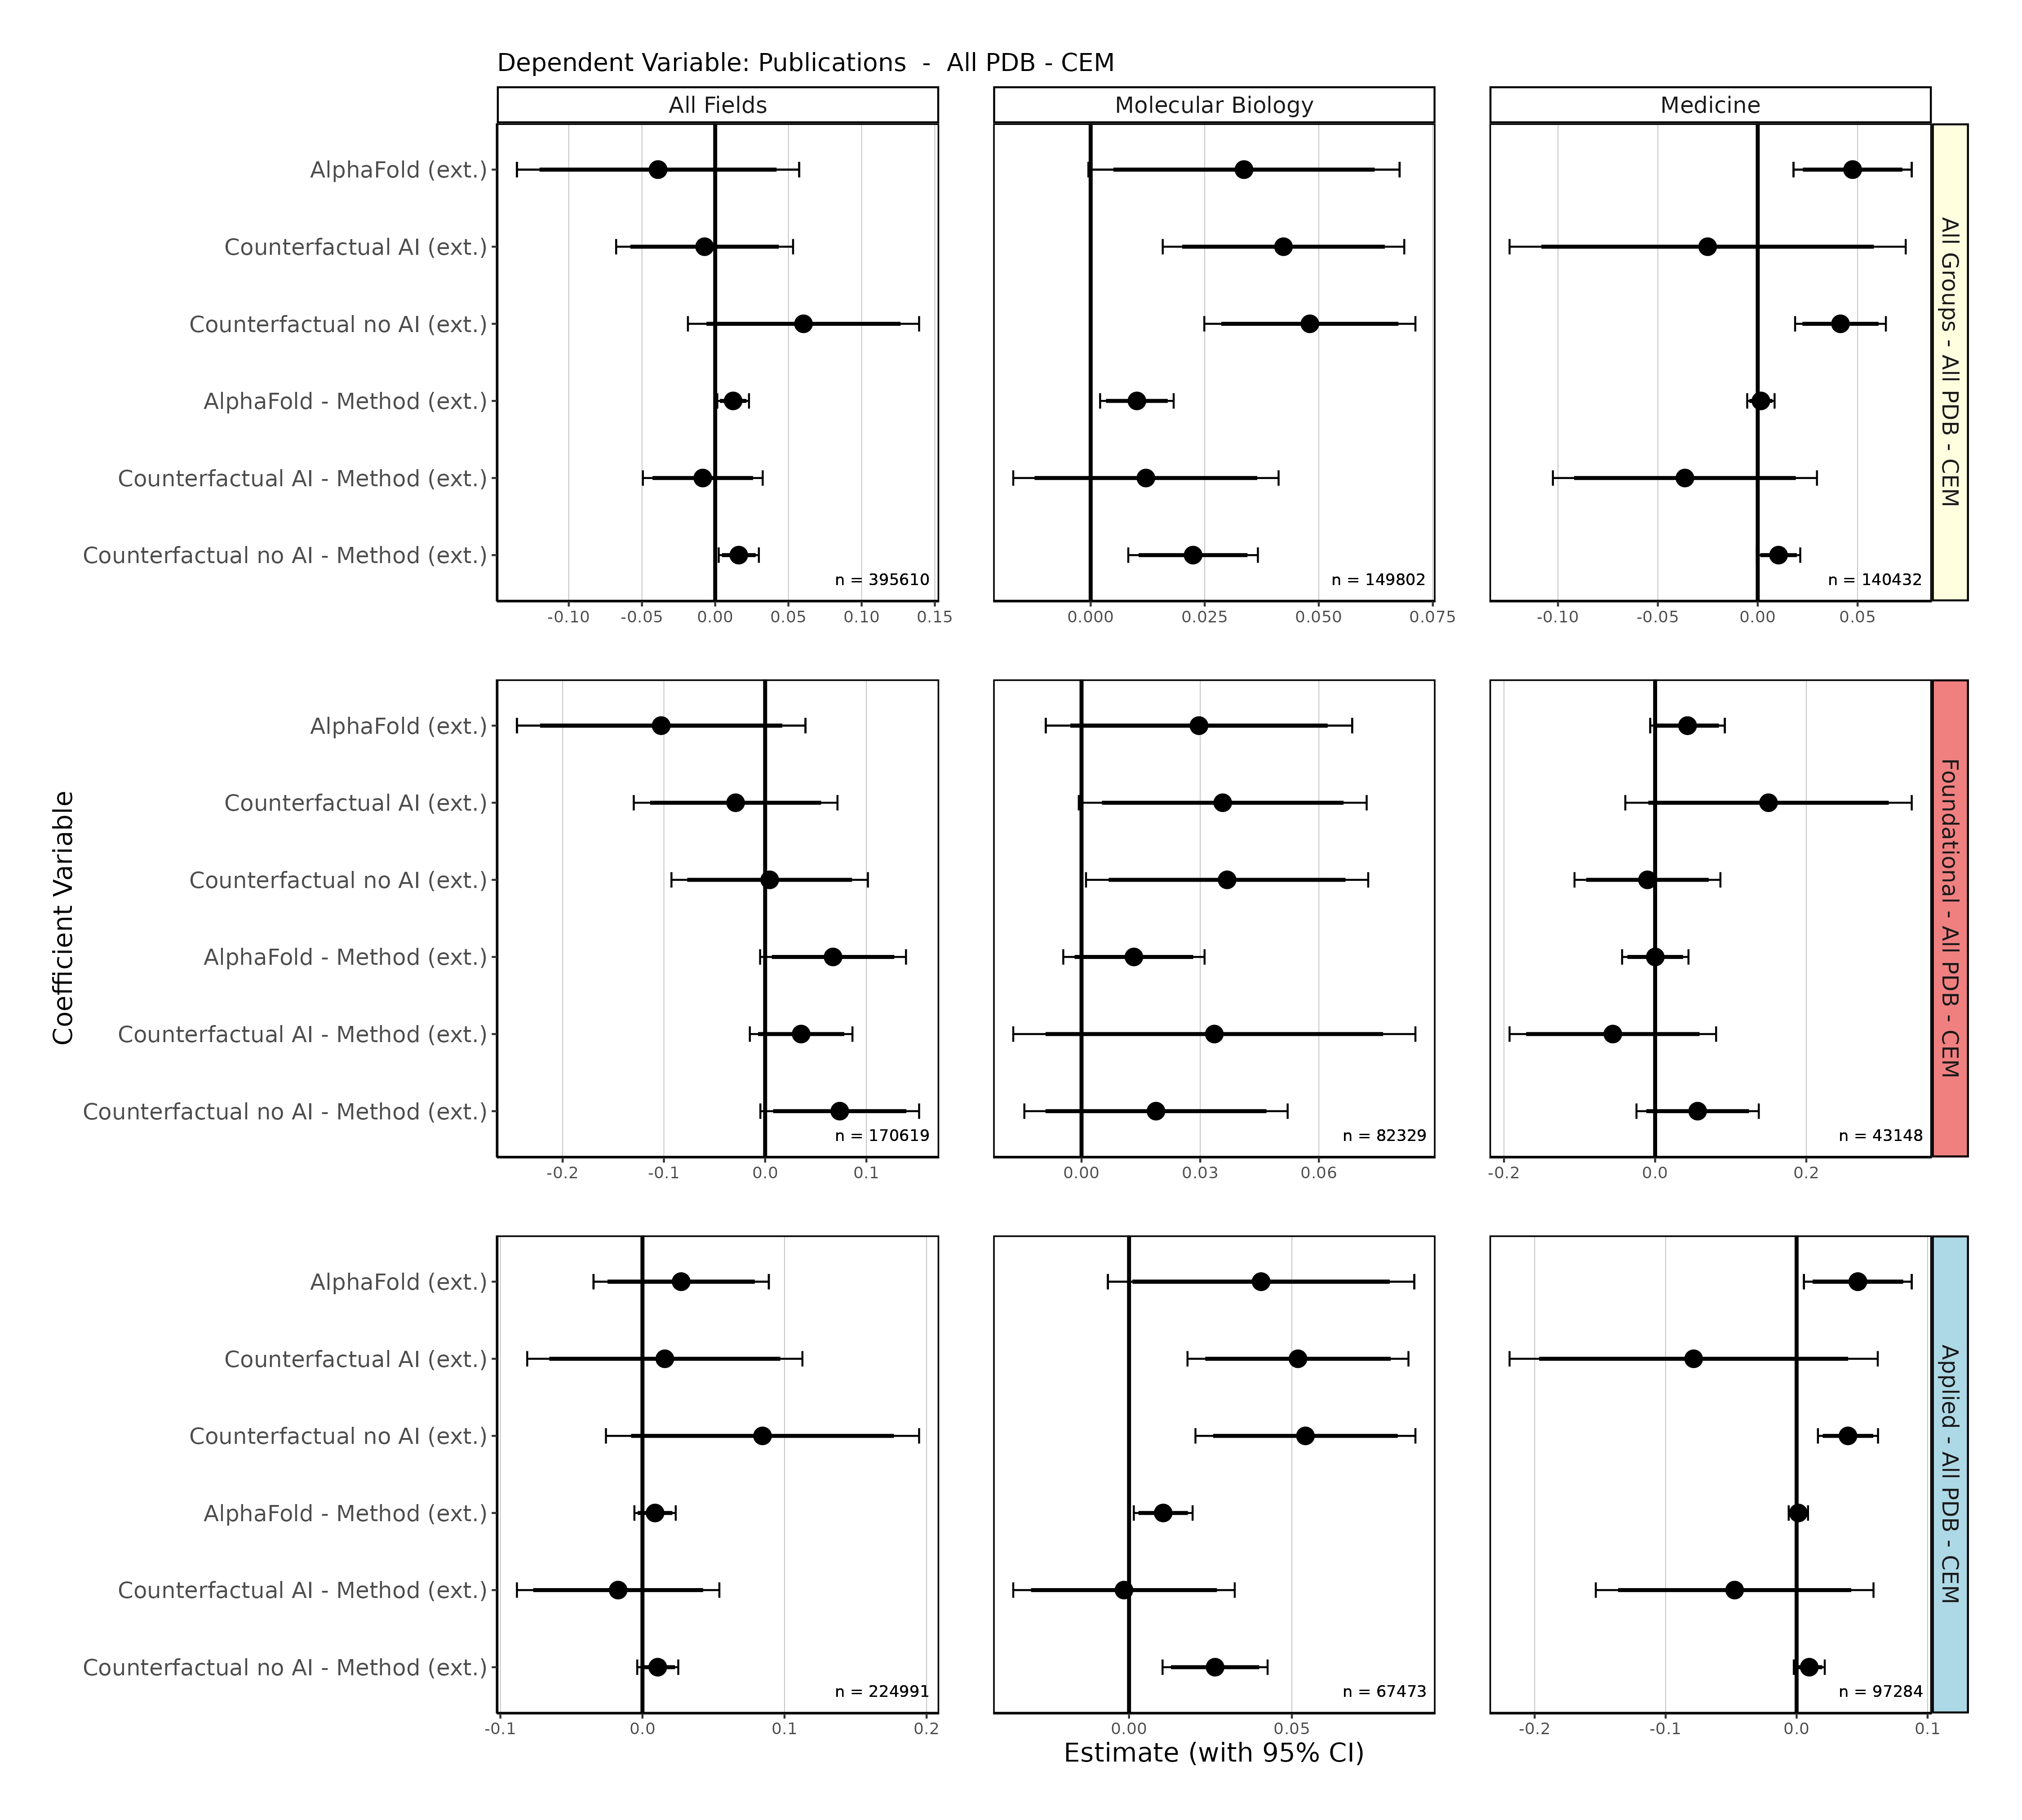 Dependent Variable: Publications - All PDB - CEM
All Fields
Molecular Biology
Medicine
AlphaFold (ext.)
Counterfactual AI (ext.)
Counterfactual no AI (ext.)
AlphaFold - Method (ext.)
Counterfactual AI - Method (ext.)
Counterfactual no AI - Method (ext.)
n = 395610
n = 149802
n = 140432
All Groups - All PDB - CEM
-0.10 -0.05 0.00 0.05 0.10 0.15
0.000 0.025 0.050 0.075
-0.10 -0.05 0.00 0.05
Coefficient Variable
AlphaFold (ext.)
Counterfactual AI (ext.)
Counterfactual no AI (ext.)
AlphaFold - Method (ext.)
Counterfactual AI - Method (ext.)
Counterfactual no AI - Method (ext.)
n = 170619
n = 82329
n = 43148
Foundational - All PDB - CEM
-0.2 -0.1 0.0 0.1
0.00 0.03 0.06
-0.2 0.0 0.2
AlphaFold (ext.)
Counterfactual AI (ext.)
Counterfactual no AI (ext.)
AlphaFold - Method (ext.)
Counterfactual AI - Method (ext.)
Counterfactual no AI - Method (ext.)
n = 224991
n = 67473
n = 97284
Applied - All PDB - CEM
-0.1 0.0 0.1 0.2
0.00 0.05
-0.2 -0.1 0.0 0.1
Estimate (with 95% CI)